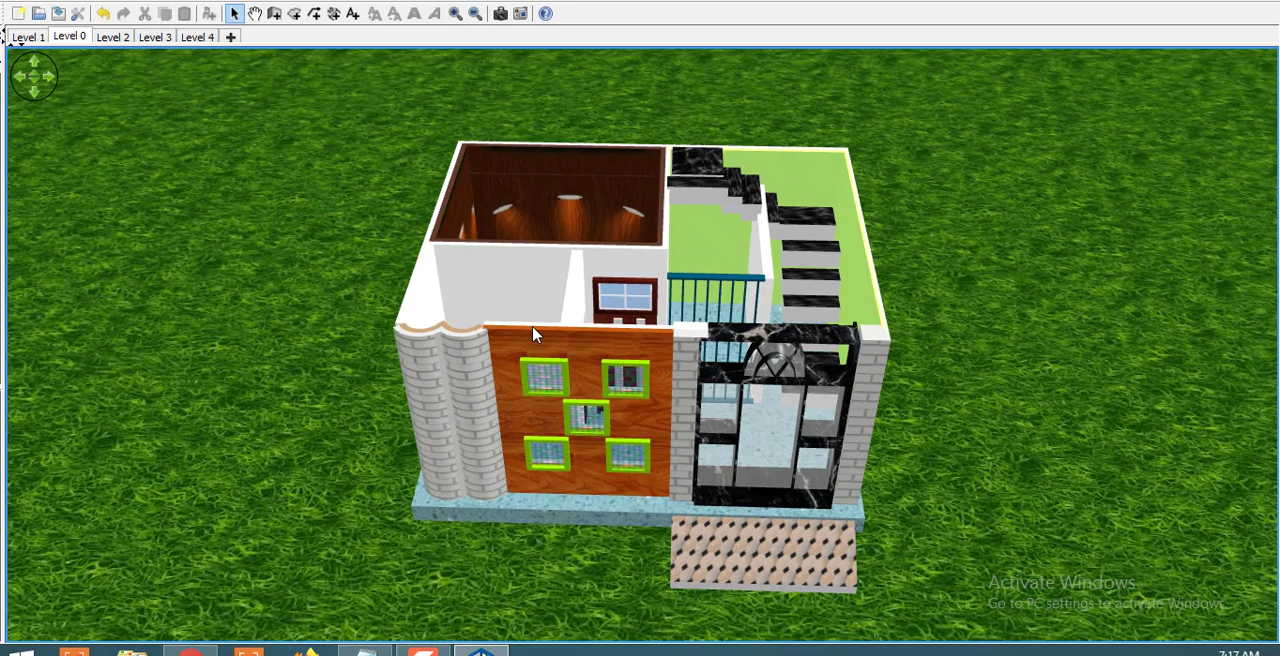 Level 1 Level 0 Level 2 Level 3 Level 4
Activate Windows
Go to PC settings to activate Windows.
7:17 AM